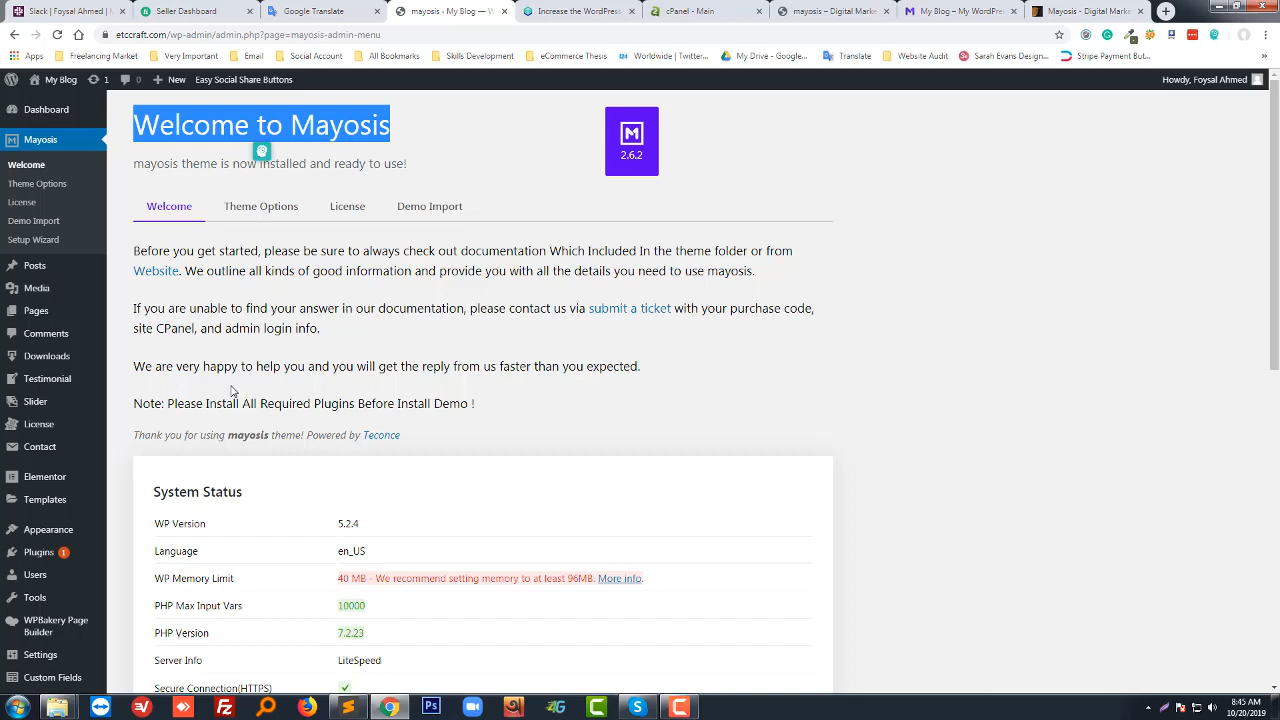 Slack | Foysal Ahmed | M
Seller Dashboard
Google Translate
mayosis ‹ My Blog — W
Increase the WordPress
cPanel - Main
mayosis – Digital Mark
My Blog – My WordPre
Mayosis - Digital Marke
etccraft.com/wp-admin/admin.php?page=mayosis-admin-menu
Apps
Freelancing Market
Important
Email
Social Account
All Bookmarks
Skills Development
eCommerce Thesis
Worldwide | Twitter...
My Drive - Google...
Translate
Website Audit
Sarah Evans Design...
Stripe Payment But...
My Blog
1
0
New
Easy Social Share Buttons
Howdy, Foysal Ahmed
Dashboard
Mayosis
Welcome
Theme Options
License
Demo Import
Setup Wizard
Posts
Media
Pages
Comments
Downloads
Testimonial
Slider
License
Contact
Elementor
Templates
Appearance
Plugins 1
Users
Tools
WPBakery Page
Builder
Settings
Custom Fields
Welcome to Mayosis
mayosis theme is now installed and ready to use!
M
2.6.2
Welcome
Theme Options
License
Demo Import
Before you get started, please be sure to always check out documentation Which Included In the theme folder or from
Website. We outline all kinds of good information and provide you with all the details you need to use mayosis.
If you are unable to find your answer in our documentation, please contact us via submit a ticket with your purchase code,
site CPanel, and admin login info.
We are very happy to help you and you will get the reply from us faster than you expected.
Note: Please Install All Required Plugins Before Install Demo !
Thank you for using mayosis theme! Powered by Teconce
System Status
WP Version 5.2.4
Language en_US
WP Memory Limit 40 MB - We recommend setting memory to at least 96MB. More info.
PHP Max Input Vars 10000
PHP Version 7.2.23
Server Info LiteSpeed
Secure Connection(HTTPS)
8:45 AM
10/20/2019